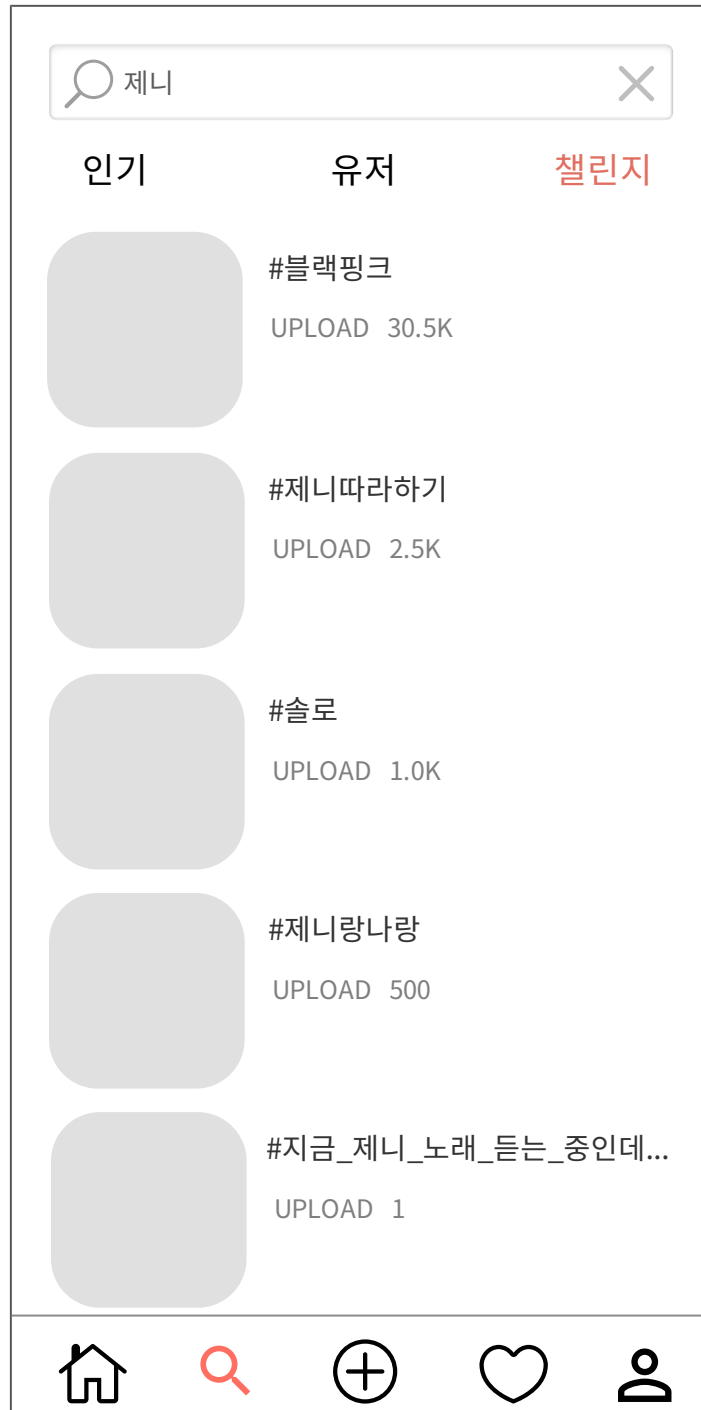 제니
인기 유저 챌린지
#블랙핑크
UPLOAD 30.5K
#제니따라하기
UPLOAD 2.5K
#솔로
UPLOAD 1.0K
#제니랑나랑
UPLOAD 500
#지금_제니_노래_듣는_중인데...
UPLOAD 1